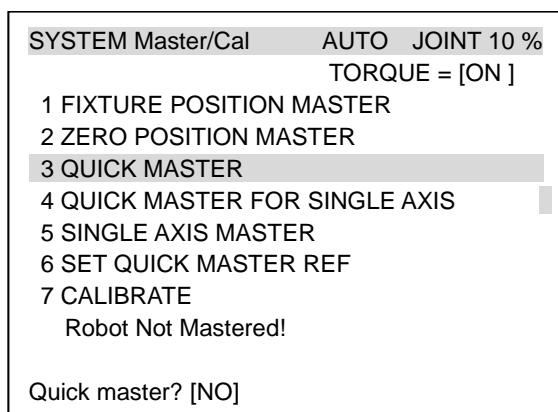 SYSTEM Master/Cal AUTO JOINT 10 %
TORQUE = [ON ]
1 FIXTURE POSITION MASTER
2 ZERO POSITION MASTER
3 QUICK MASTER
4 QUICK MASTER FOR SINGLE AXIS
5 SINGLE AXIS MASTER
6 SET QUICK MASTER REF
7 CALIBRATE
Robot Not Mastered!
Quick master? [NO]